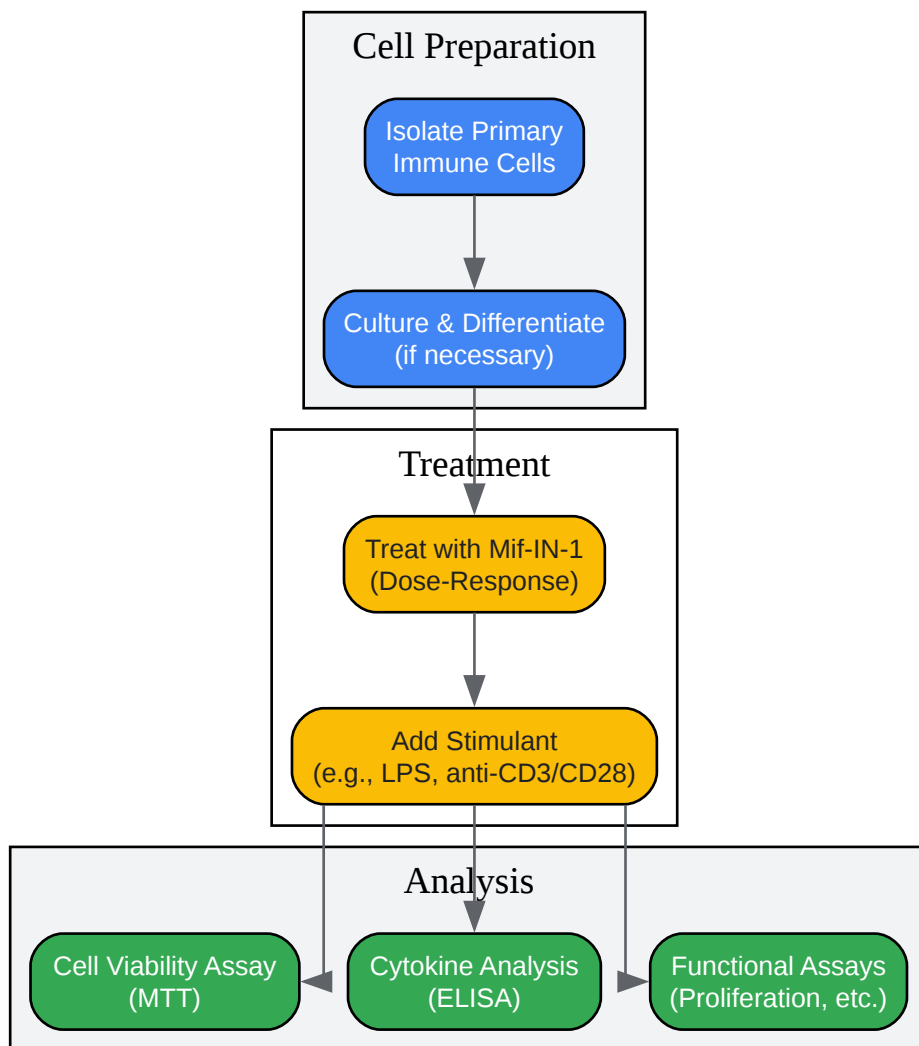 Cell Preparation
Isolate Primary
Immune Cells
Culture & Differentiate
(if necessary)
Treatment
Treat with Mif-IN-1
(Dose-Response)
Add Stimulant
(e.g., LPS, anti-CD3/CD28)
Analysis
Cell Viability Assay
(MTT)
Cytokine Analysis
(ELISA)
Functional Assays
(Proliferation, etc.)